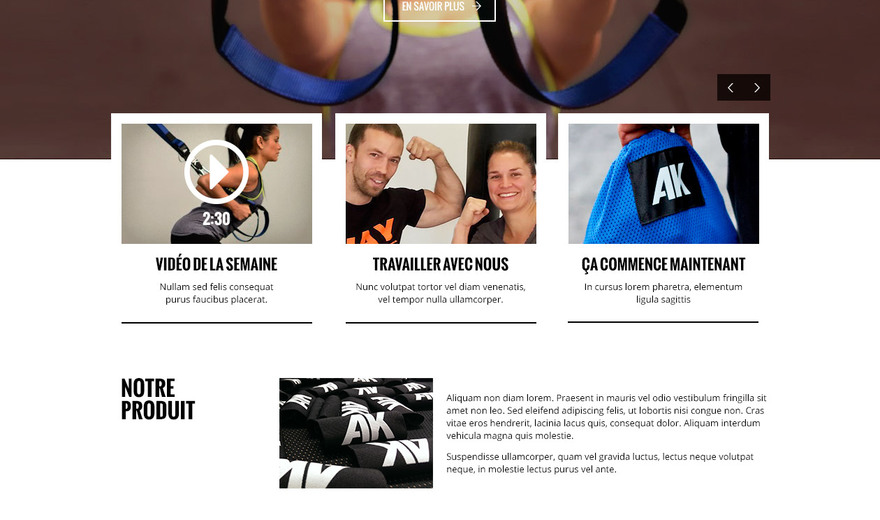 EN SAVOIR PLUS
2:30
AK
VIDÉO DE LA SEMAINE
TRAVAILLER AVEC NOUS
ÇA COMMENCE MAINTENANT
Nullam sed felis consequat
purus faucibus placerat.
Nunc volutpat tortor vel diam venenatis,
vel tempor nulla ullamcorper.
In cursus lorem pharetra, elementum
ligula sagittis
NOTRE
PRODUIT
AK
AK
Aliquam non diam lorem. Praesent in mauris vel odio vestibulum fringilla sit
amet non leo. Sed eleifend adipiscing felis, ut lobortis nisi congue non. Cras
vitae eros hendrerit, lacinia lacus quis, consequat dolor. Aliquam interdum
vehicula magna quis molestie.
Suspendisse ullamcorper, quam vel gravida luctus, lectus neque volutpat
neque, in molestie lectus purus vel ante.